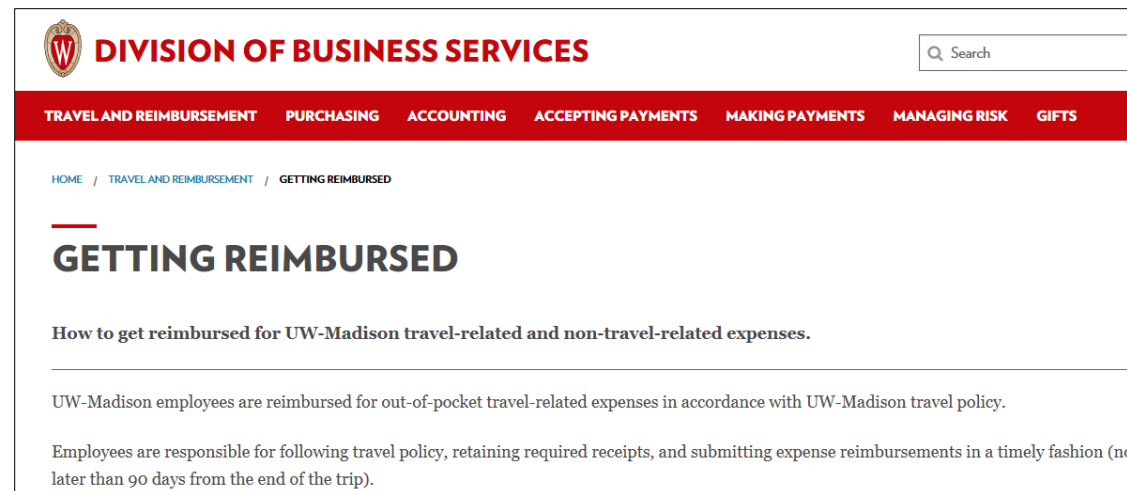 W
DIVISION OF BUSINESS SERVICES
Search
TRAVEL AND REIMBURSEMENT PURCHASING ACCOUNTING ACCEPTING PAYMENTS MAKING PAYMENTS MANAGING RISK GIFTS
HOME / TRAVEL AND REIMBURSEMENT / GETTING REIMBURSED
GETTING REIMBURSED
How to get reimbursed for UW-Madison travel-related and non-travel-related expenses.
UW-Madison employees are reimbursed for out-of-pocket travel-related expenses in accordance with UW-Madison travel policy.
Employees are responsible for following travel policy, retaining required receipts, and submitting expense reimbursements in a timely fashion
later than 90 days from the end of the trip).